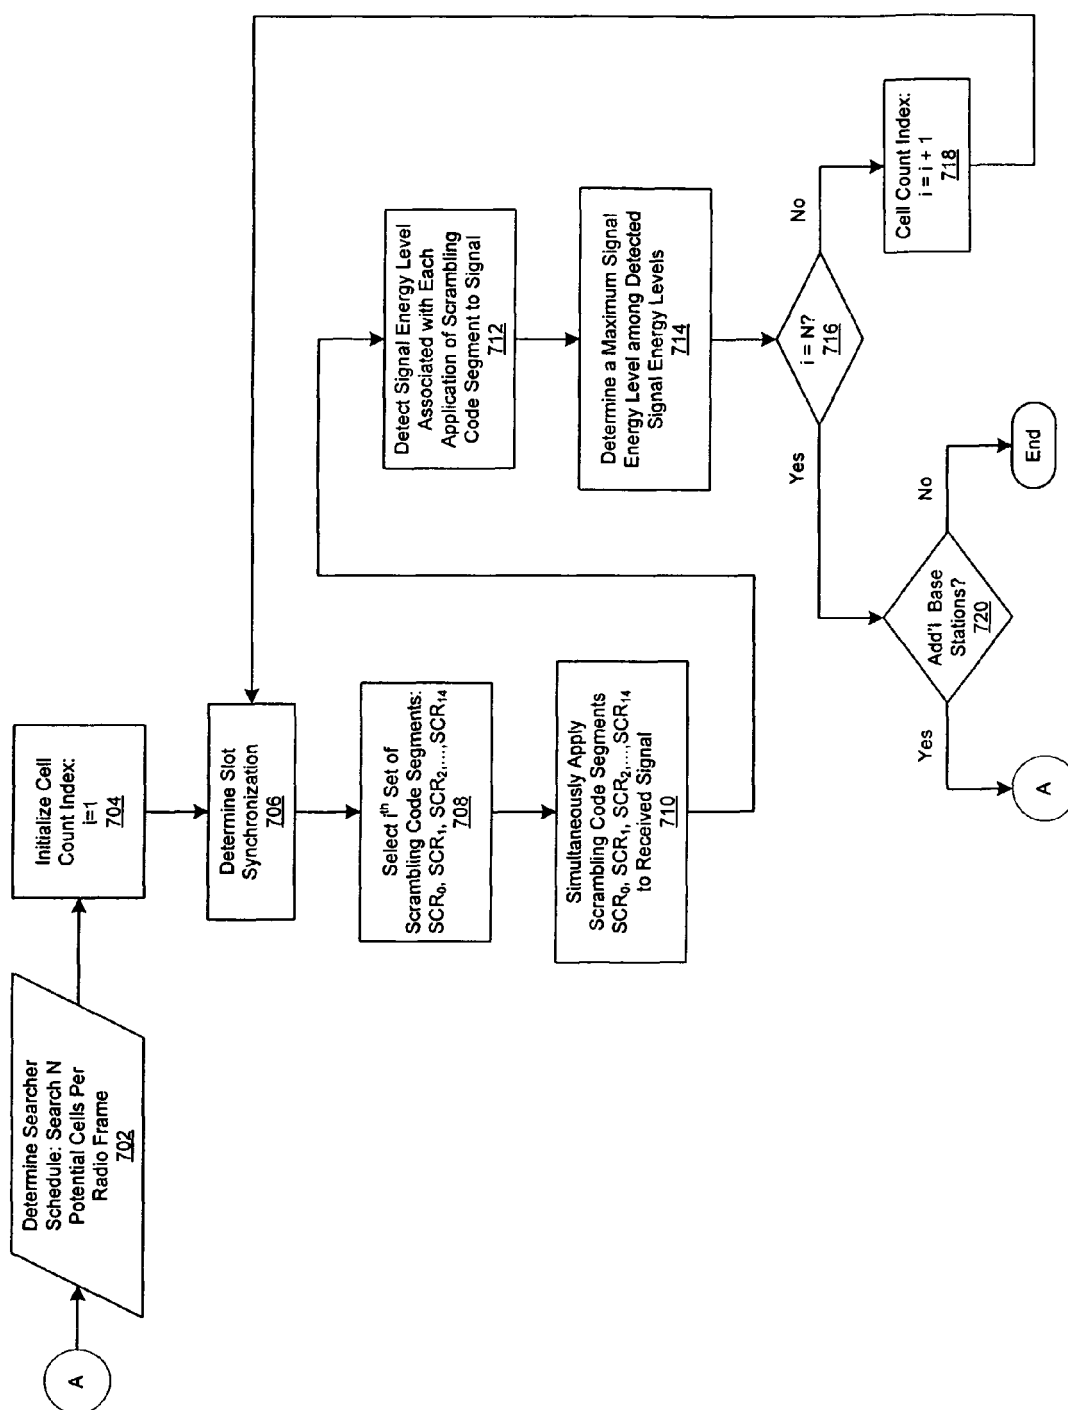 A
Determine Searcher
Schedule: Search N
Potential Cells Per
Radio Frame
702
Initialize Cell
Count Index:
i=1
704
Determine Slot
Synchronization
706
Select iᵗʰ Set of
Scrambling Code Segments:
SCR₀, SCR₁, SCR₂,...,SCR₁₄
708
Simultaneously Apply
Scrambling Code Segments
SCR₀, SCR₁, SCR₂,...,SCR₁₄
to Received Signal
710
Detect Signal Energy Level
Associated with Each
Application of Scrambling
Code Segment to Signal
712
Determine a Maximum Signal
Energy Level among Detected
Signal Energy Levels
714
i = N?
716
No
Cell Count Index:
i = i + 1
718
Yes
Add'l Base
Stations?
720
No
End
Yes
A